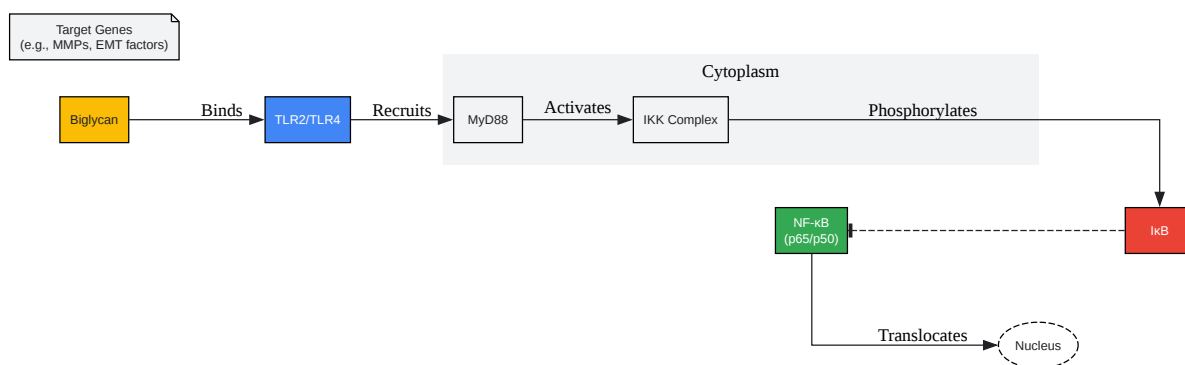 Target Genes
(e.g., MMPs, EMT factors)
Cytoplasm
Biglycan
Binds
TLR2/TLR4
Recruits
MyD88
Activates
IKK Complex
Phosphorylates
NF-κB
(p65/p50)
IκB
Translocates
Nucleus